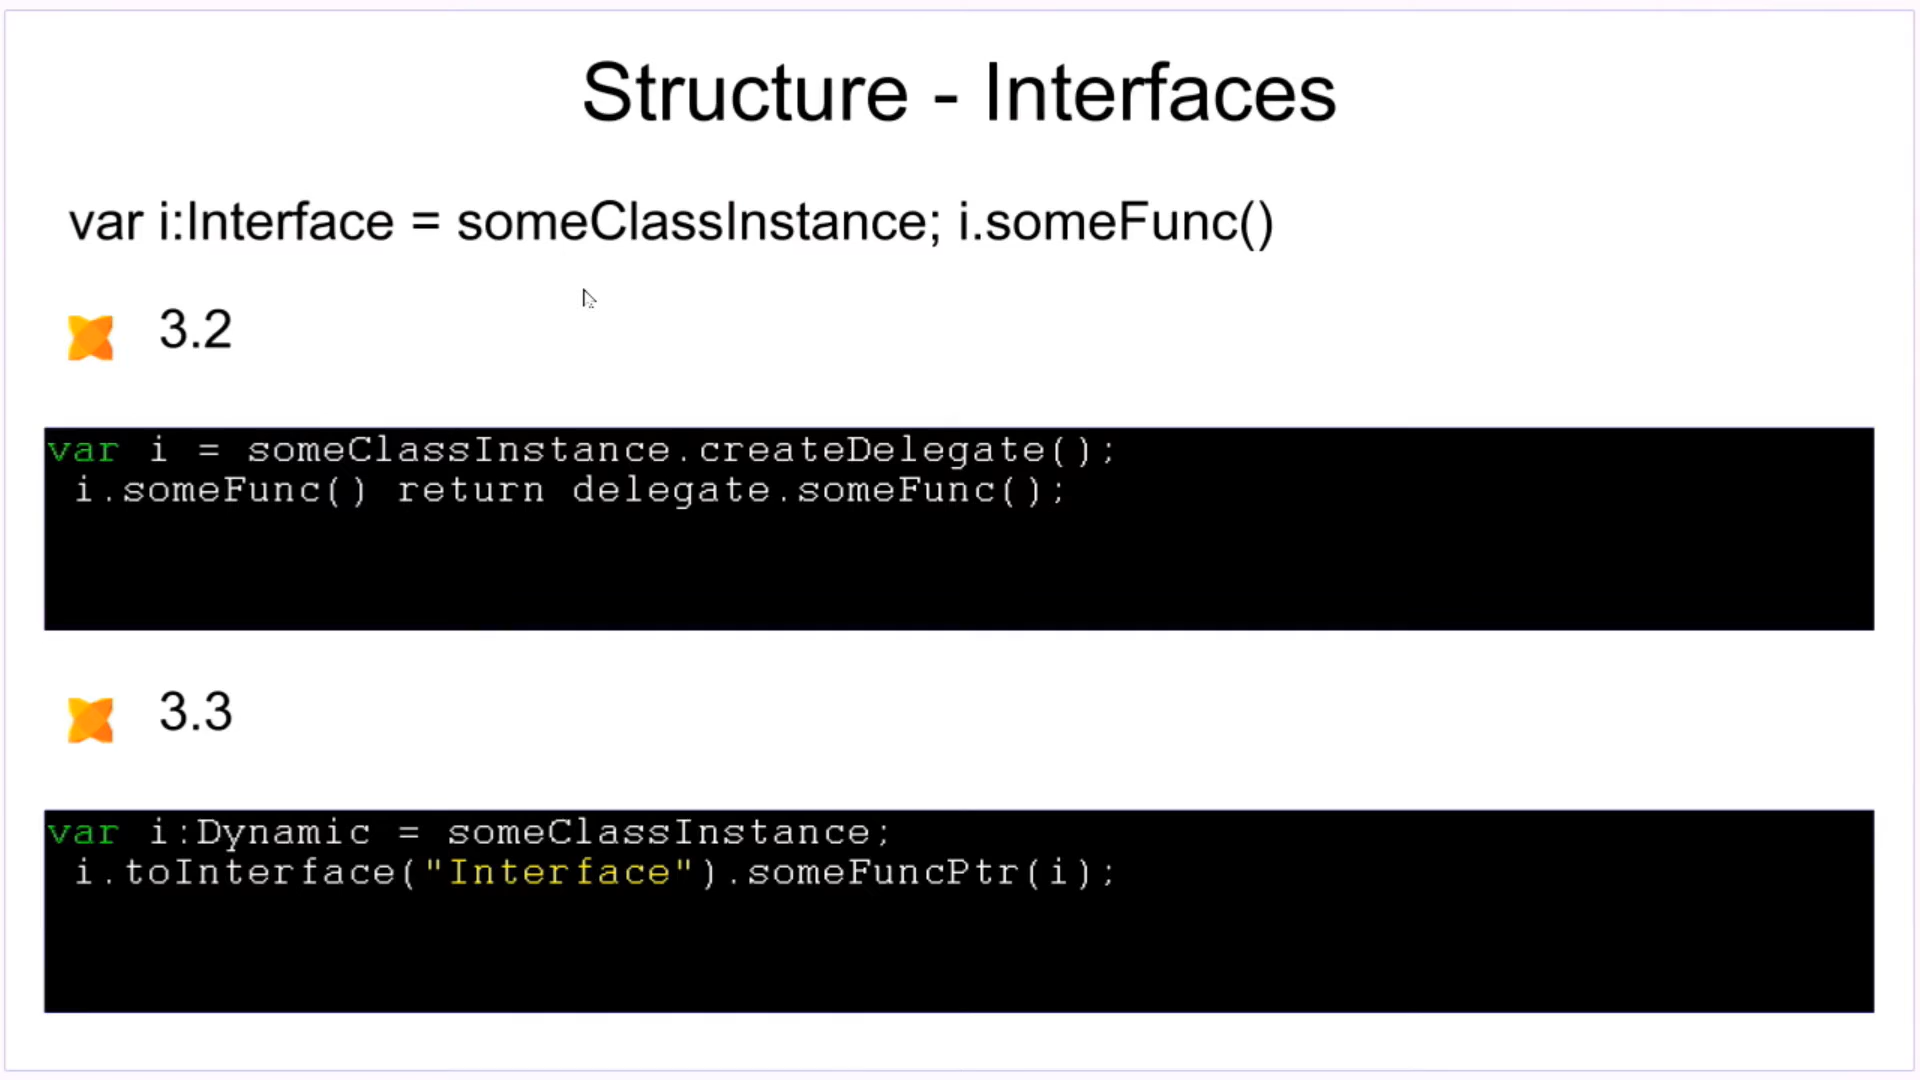 Structure - Interfaces
var i:Interface = someClassInstance; i.someFunc()
3.2
var i = someClassInstance.createDelegate();
i.someFunc() return delegate.someFunc();
3.3
var i:Dynamic = someClassInstance;
i.toInterface("Interface").someFuncPtr(i);